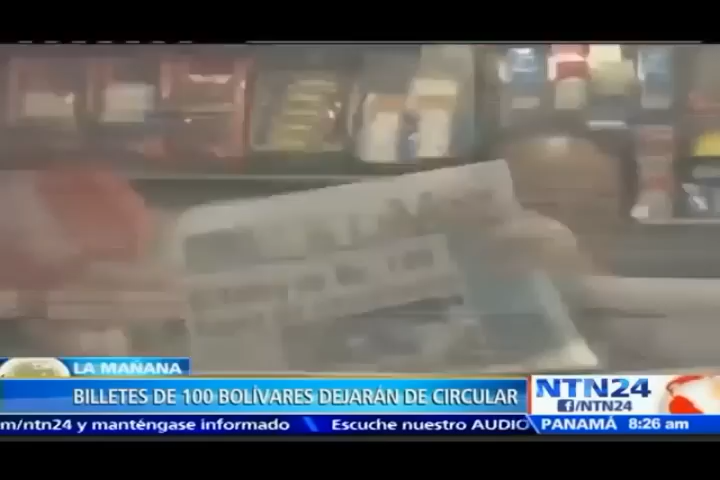 LA MAÑANA
BILLETES DE 100 BOLÍVARES DEJARÁN DE CIRCULAR
NTN24
f/NTN24
m/ntn24 y manténgase informado Escuche nuestro AUDIO
PANAMÁ 8:26 am